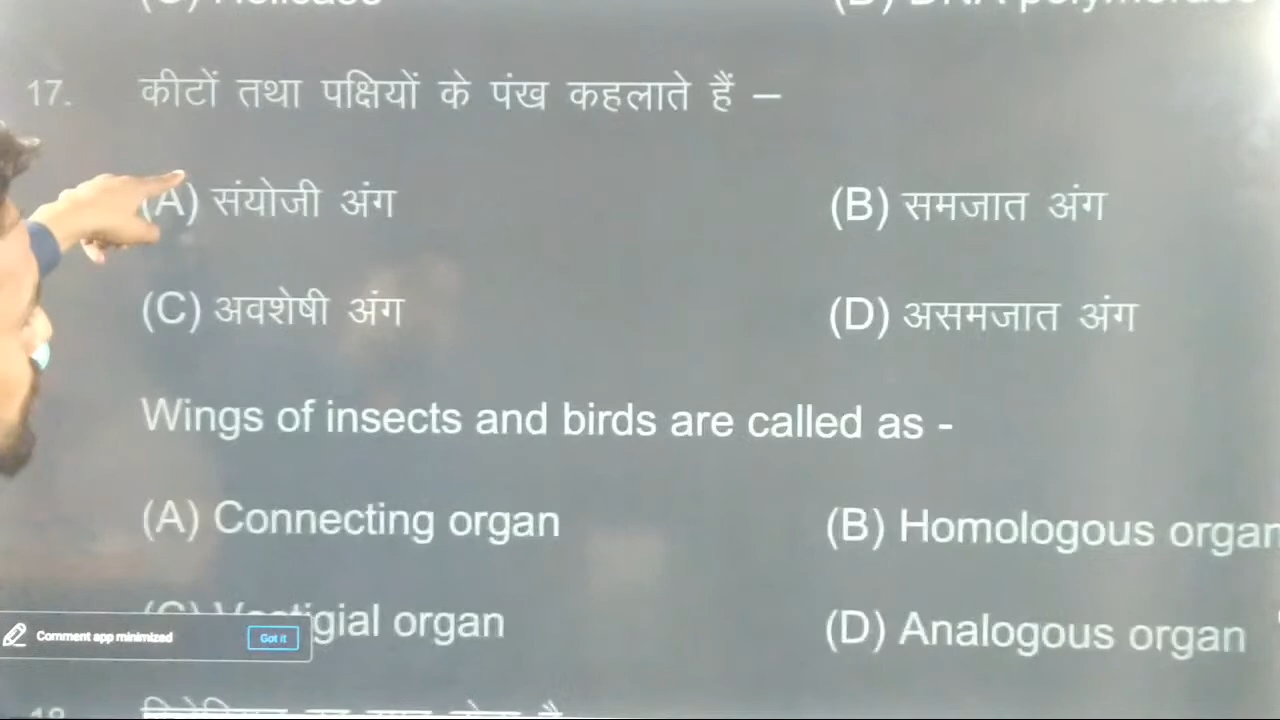 17. कीटों तथा पक्षियों के पंख कहलाते हैं –
(A) संयोजी अंग (B) समजात अंग
(C) अवशेषी अंग (D) असमजात अंग
Wings of insects and birds are called as -
(A) Connecting organ (B) Homologous organ
(C) Vestigial organ (D) Analogous organ
Comment app minimized Got it